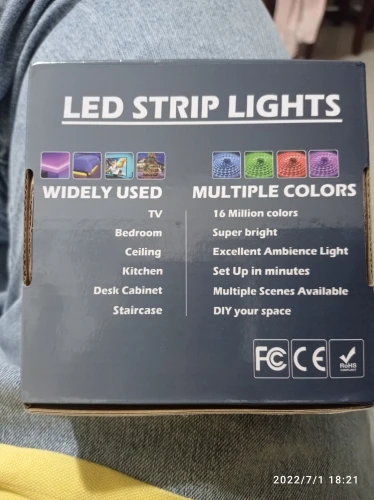 LED STRIP LIGHTS
WIDELY USED
TV
Bedroom
Ceiling
Kitchen
Desk Cabinet
Staircase
MULTIPLE COLORS
16 Million colors
Super bright
Excellent Ambience Light
Set Up in minutes
Multiple Scenes Available
DIY your space
FC CE RoHS
2022/7/1 18:21